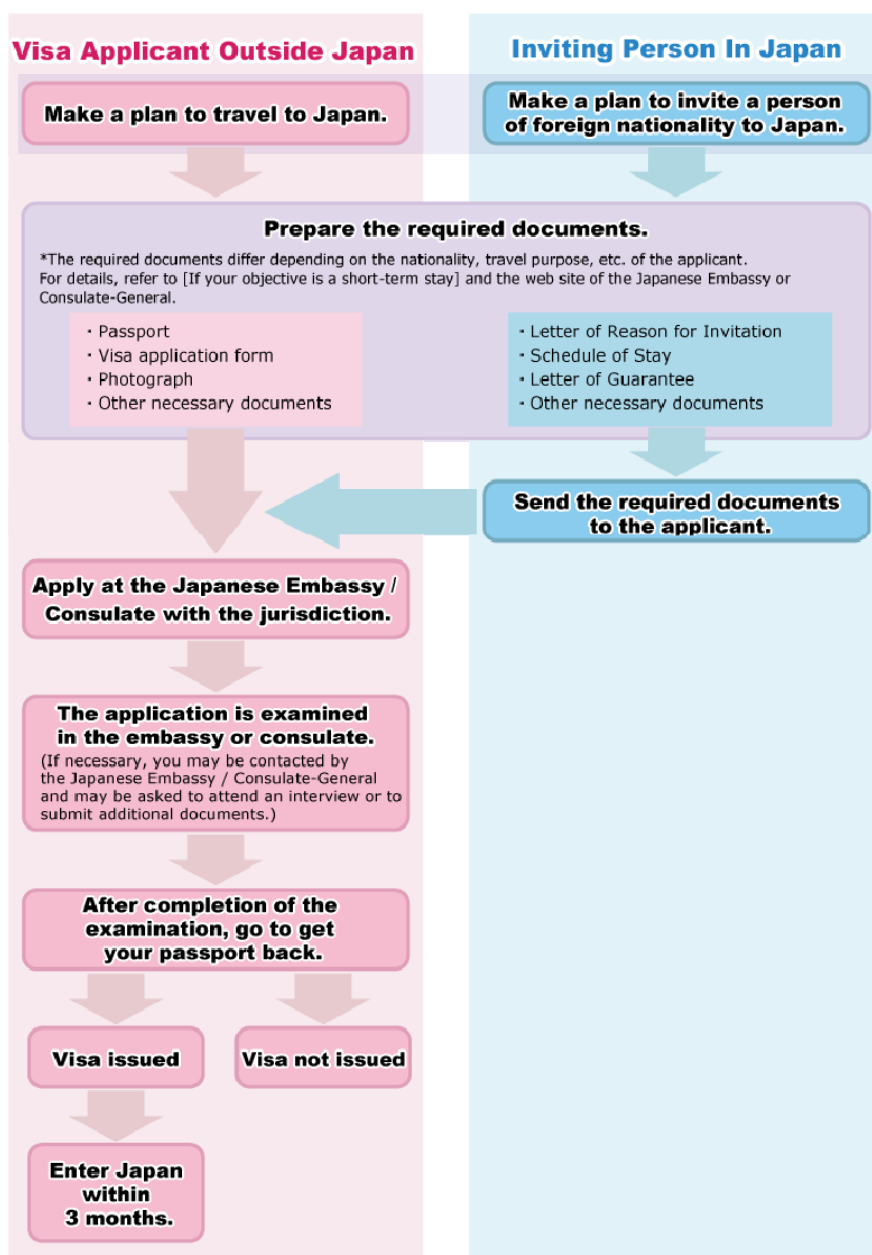 Visa Applicant Outside Japan
Inviting Person In Japan
Make a plan to travel to Japan.
Make a plan to invite a person
of foreign nationality to Japan.
Prepare the required documents.
*The required documents differ depending on the nationality, travel purpose, etc. of the applicant.
For details, refer to [If your objective is a short-term stay] and the web site of the Japanese Embassy or
Consulate-General.
・Passport
・Visa application form
・Photograph
・Other necessary documents
・Letter of Reason for Invitation
・Schedule of Stay
・Letter of Guarantee
・Other necessary documents
Send the required documents
to the applicant.
Apply at the Japanese Embassy /
Consulate with the jurisdiction.
The application is examined
in the embassy or consulate.
(If necessary, you may be contacted by
the Japanese Embassy / Consulate-General
and may be asked to attend an interview or to
submit additional documents.)
After completion of the
examination, go to get
your passport back.
Visa issued
Visa not issued
Enter Japan
within
3 months.